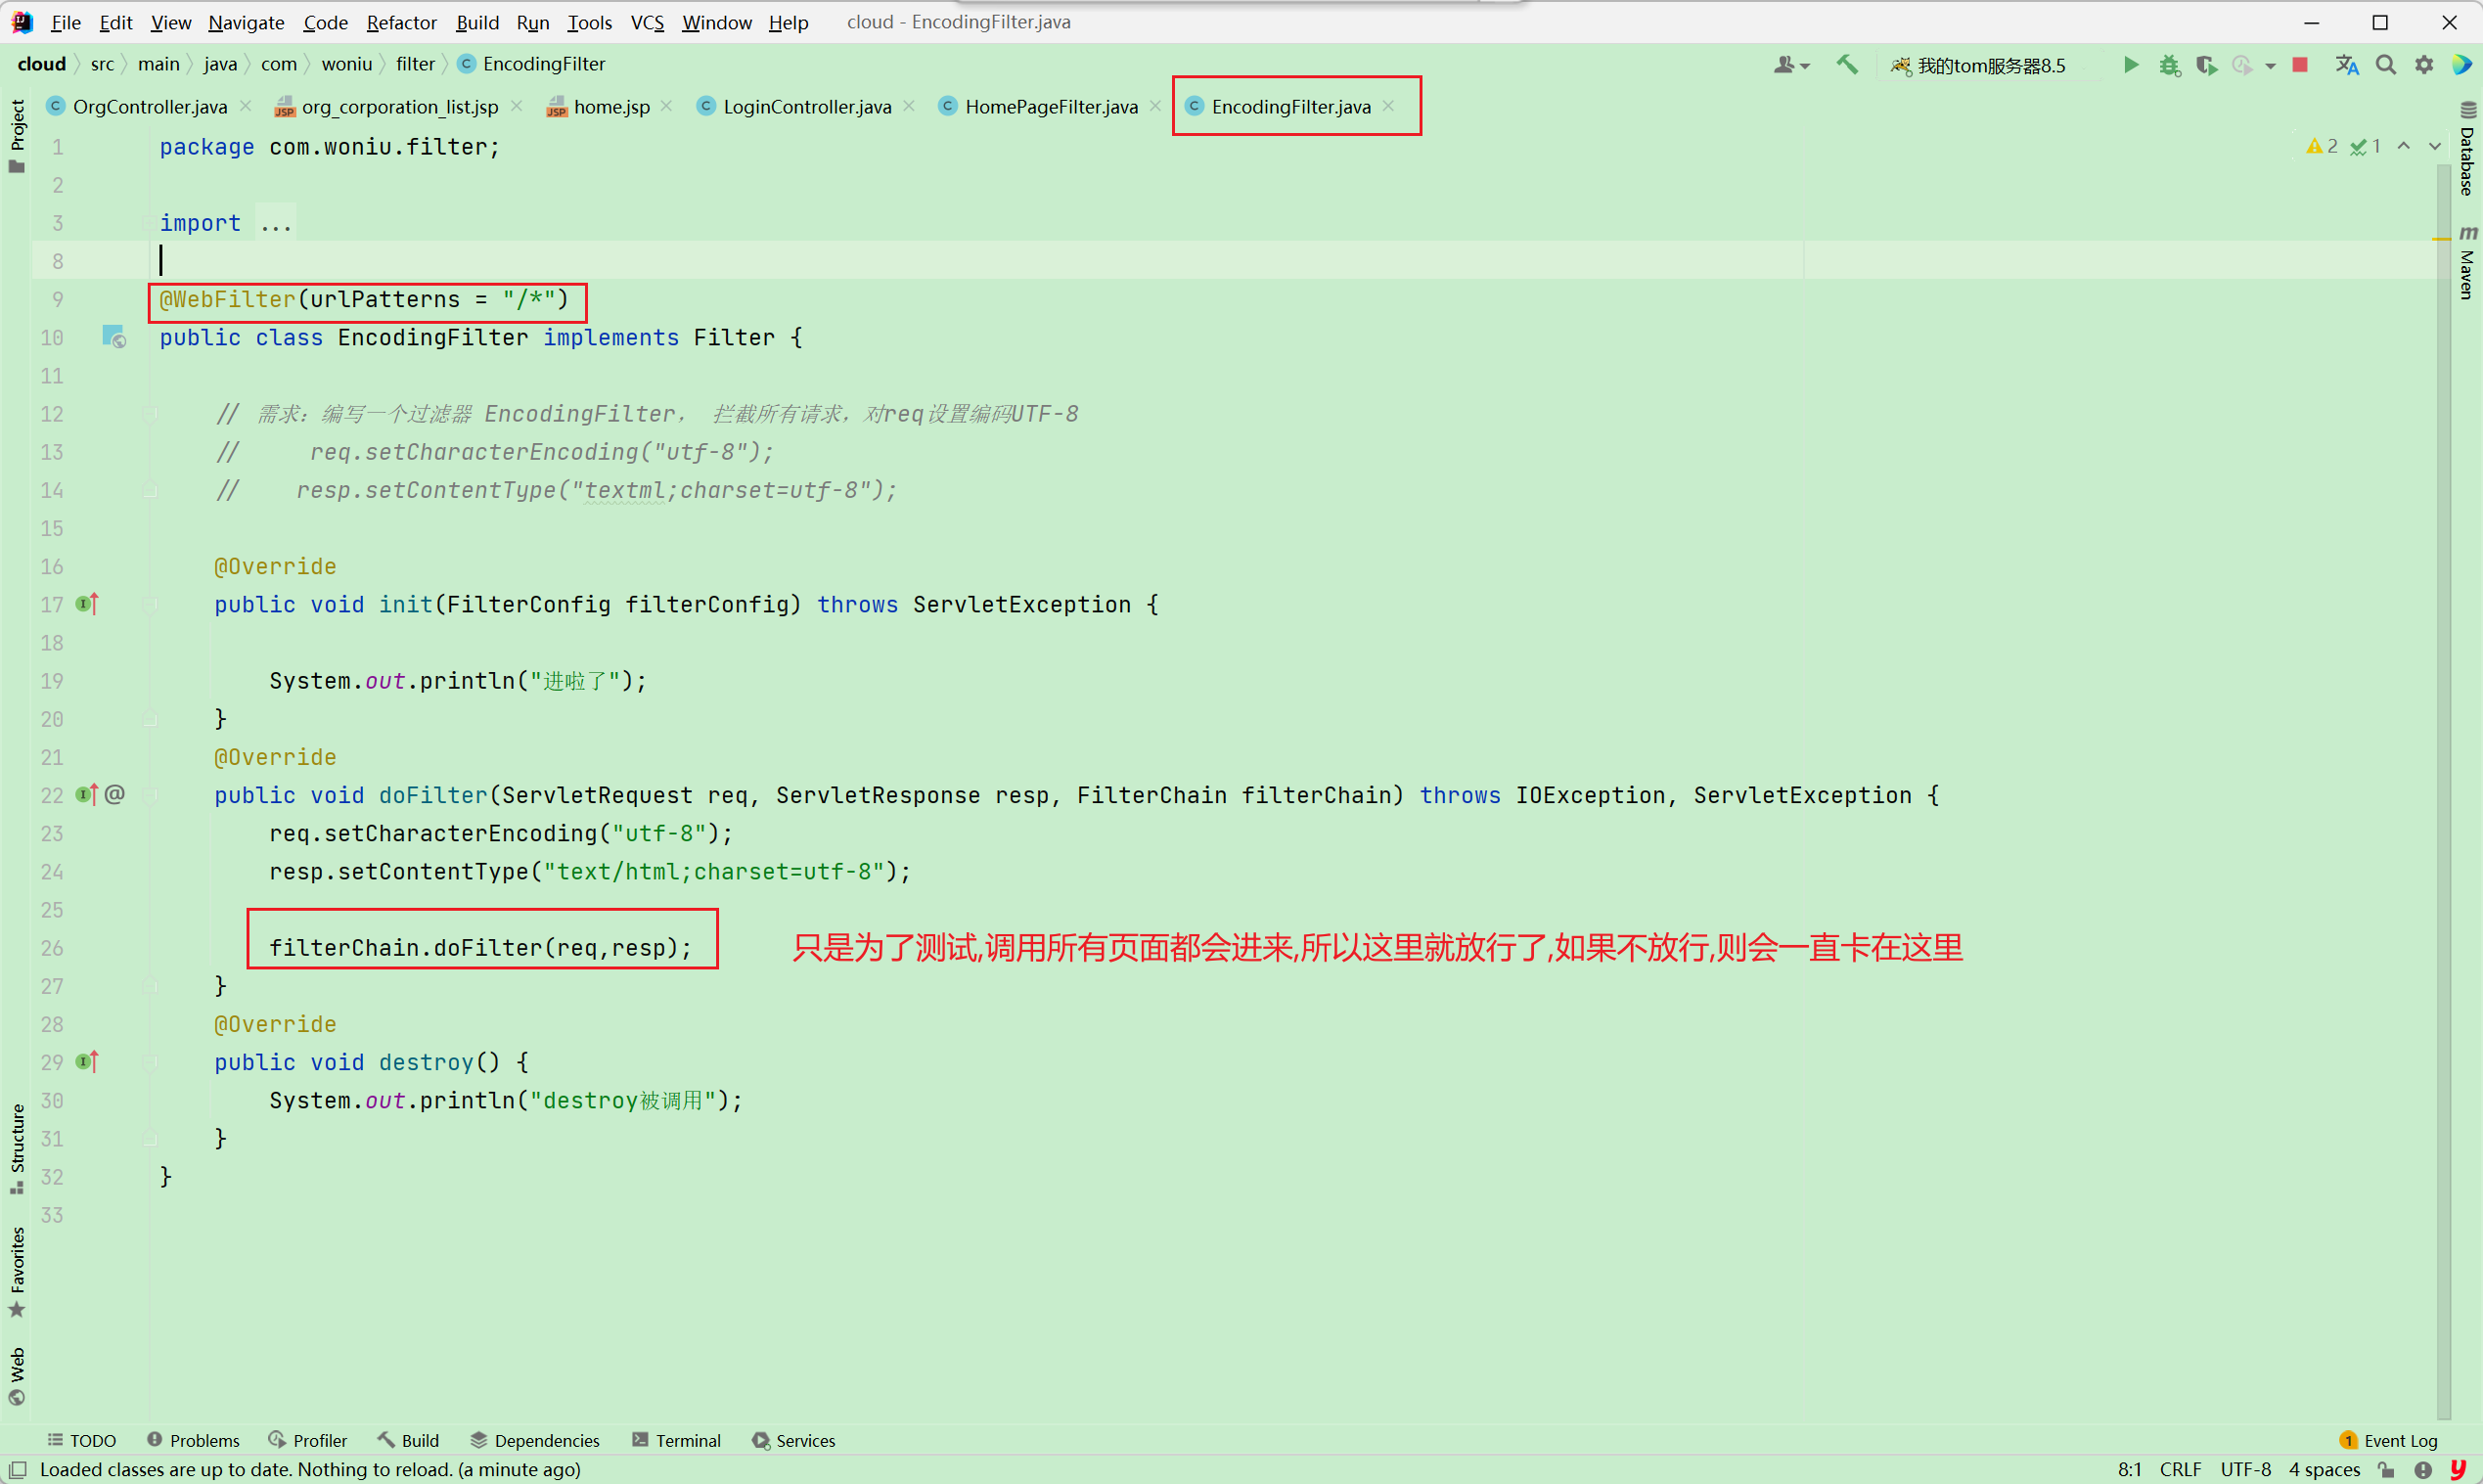 File Edit View Navigate Code Refactor Build Run Tools VCS Window Help cloud - EncodingFilter.java
cloud src main java com woniu filter EncodingFilter 我的tom服务器8.5
OrgController.java org_corporation_list.jsp home.jsp LoginController.java HomePageFilter.java EncodingFilter.java
Project
Database
Maven
2 1
1 package com.woniu.filter;
2
3 import ...
8
9 @WebFilter(urlPatterns = "/*")
10 public class EncodingFilter implements Filter {
11
12 // 需求：编写一个过滤器 EncodingFilter， 拦截所有请求，对req设置编码UTF-8
13 // req.setCharacterEncoding("utf-8");
14 // resp.setContentType("textml;charset=utf-8");
15
16 @Override
17 public void init(FilterConfig filterConfig) throws ServletException {
18
19 System.out.println("进啦了");
20 }
21 @Override
22 public void doFilter(ServletRequest req, ServletResponse resp, FilterChain filterChain) throws IOException, ServletException {
23 req.setCharacterEncoding("utf-8");
24 resp.setContentType("text/html;charset=utf-8");
25
26 filterChain.doFilter(req,resp); 只是为了测试,调用所有页面都会进来,所以这里就放行了,如果不放行,则会一直卡在这里
27 }
28 @Override
29 public void destroy() {
30 System.out.println("destroy被调用");
31 }
32 }
33
Structure
Favorites
Web
TODO Problems Profiler Build Dependencies Terminal Services 1 Event Log
Loaded classes are up to date. Nothing to reload. (a minute ago) 8:1 CRLF UTF-8 4 spaces